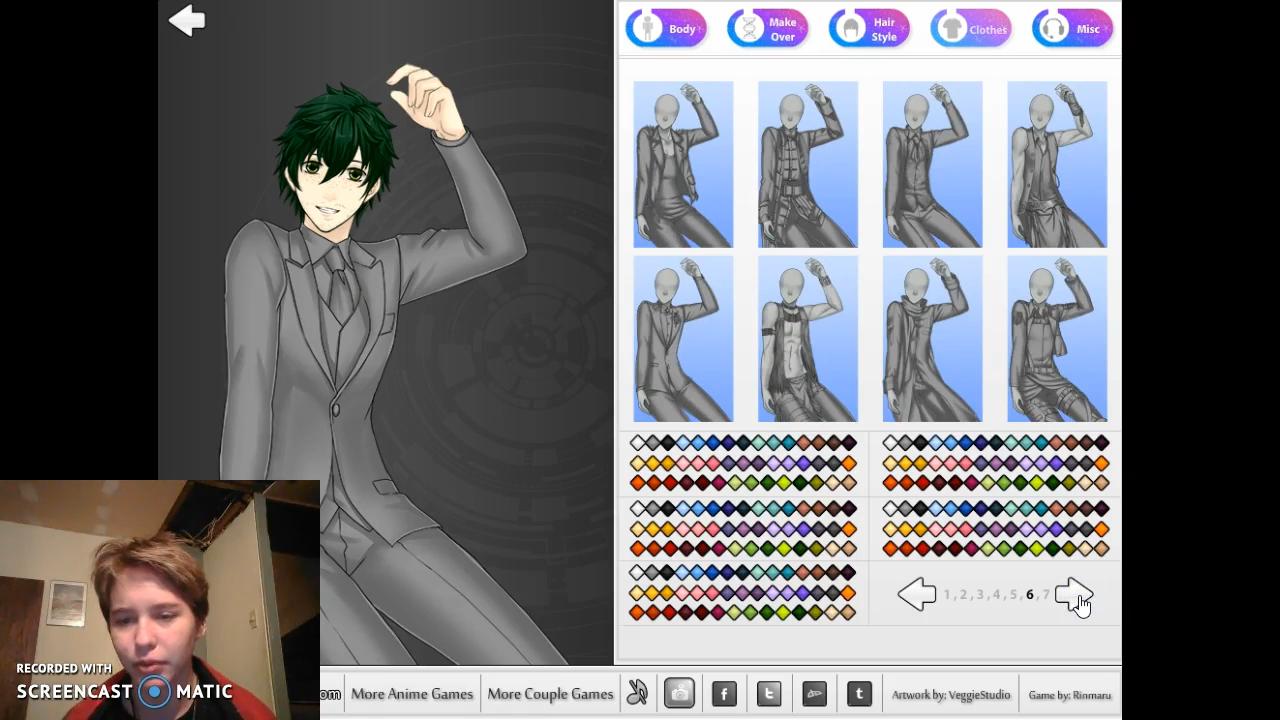 Body
Make
Over
Hair
Style
Clothes
Misc
1,2,3,4,5,6,7
RECORDED WITH
SCREENCAST MATIC
om
More Anime Games
More Couple Games
f
t
t
Artwork by: VeggieStudio
Game by: Rinmaru